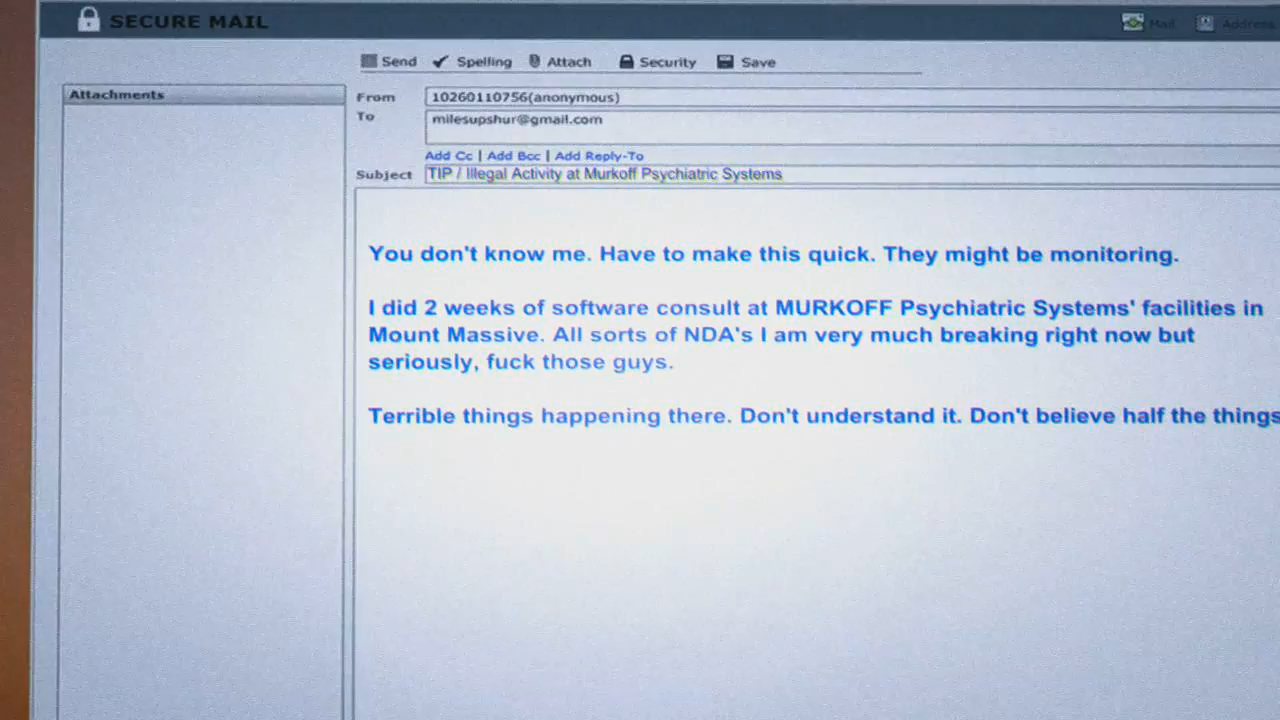 SECURE MAIL
Mail
Address
Send
Spelling
Attach
Security
Save
Attachments
From
10260110756(anonymous)
To
milesupshur@gmail.com
Add Cc | Add Bcc | Add Reply-To
Subject
TIP / Illegal Activity at Murkoff Psychiatric Systems
You don't know me. Have to make this quick. They might be monitoring.
I did 2 weeks of software consult at MURKOFF Psychiatric Systems' facilities in
Mount Massive. All sorts of NDA's I am very much breaking right now but
seriously, fuck those guys.
Terrible things happening there. Don't understand it. Don't believe half the things